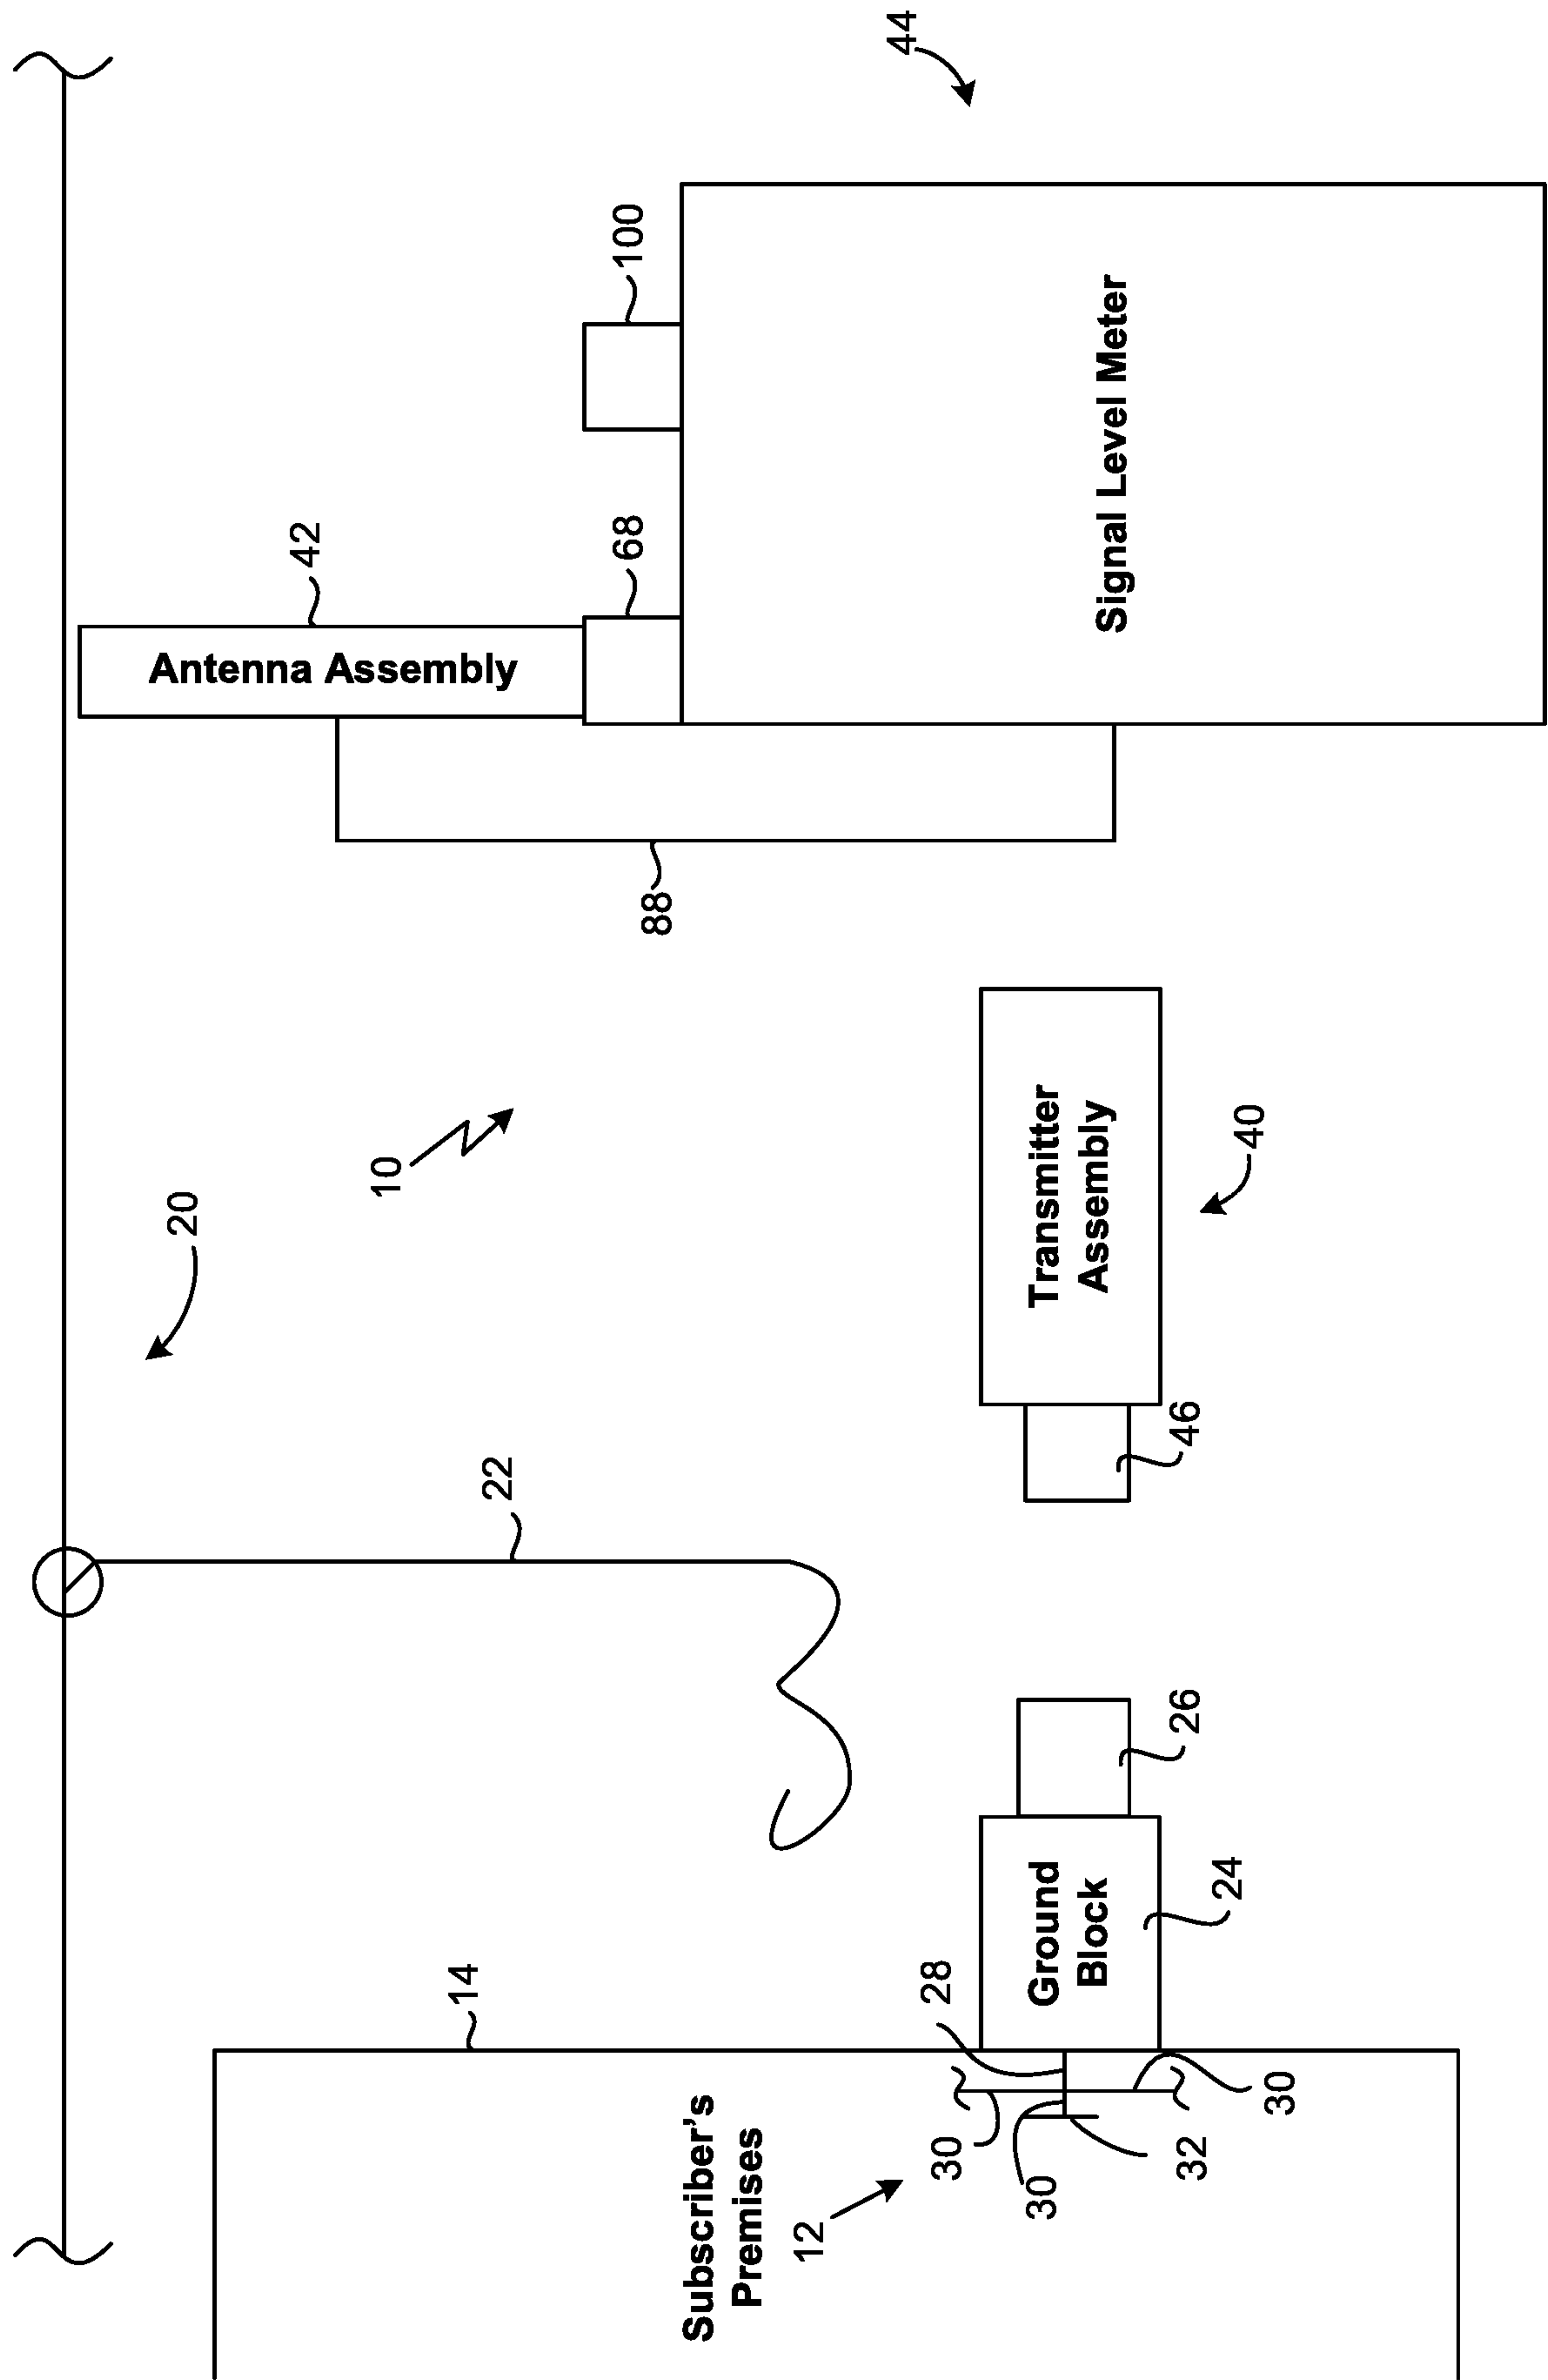 20
10
22
14
Subscriber's
Premises
12
30
30
28
32
30
Ground
Block
24
26
46
Transmitter
Assembly
40
88
42
Antenna Assembly
68
100
Signal Level Meter
44